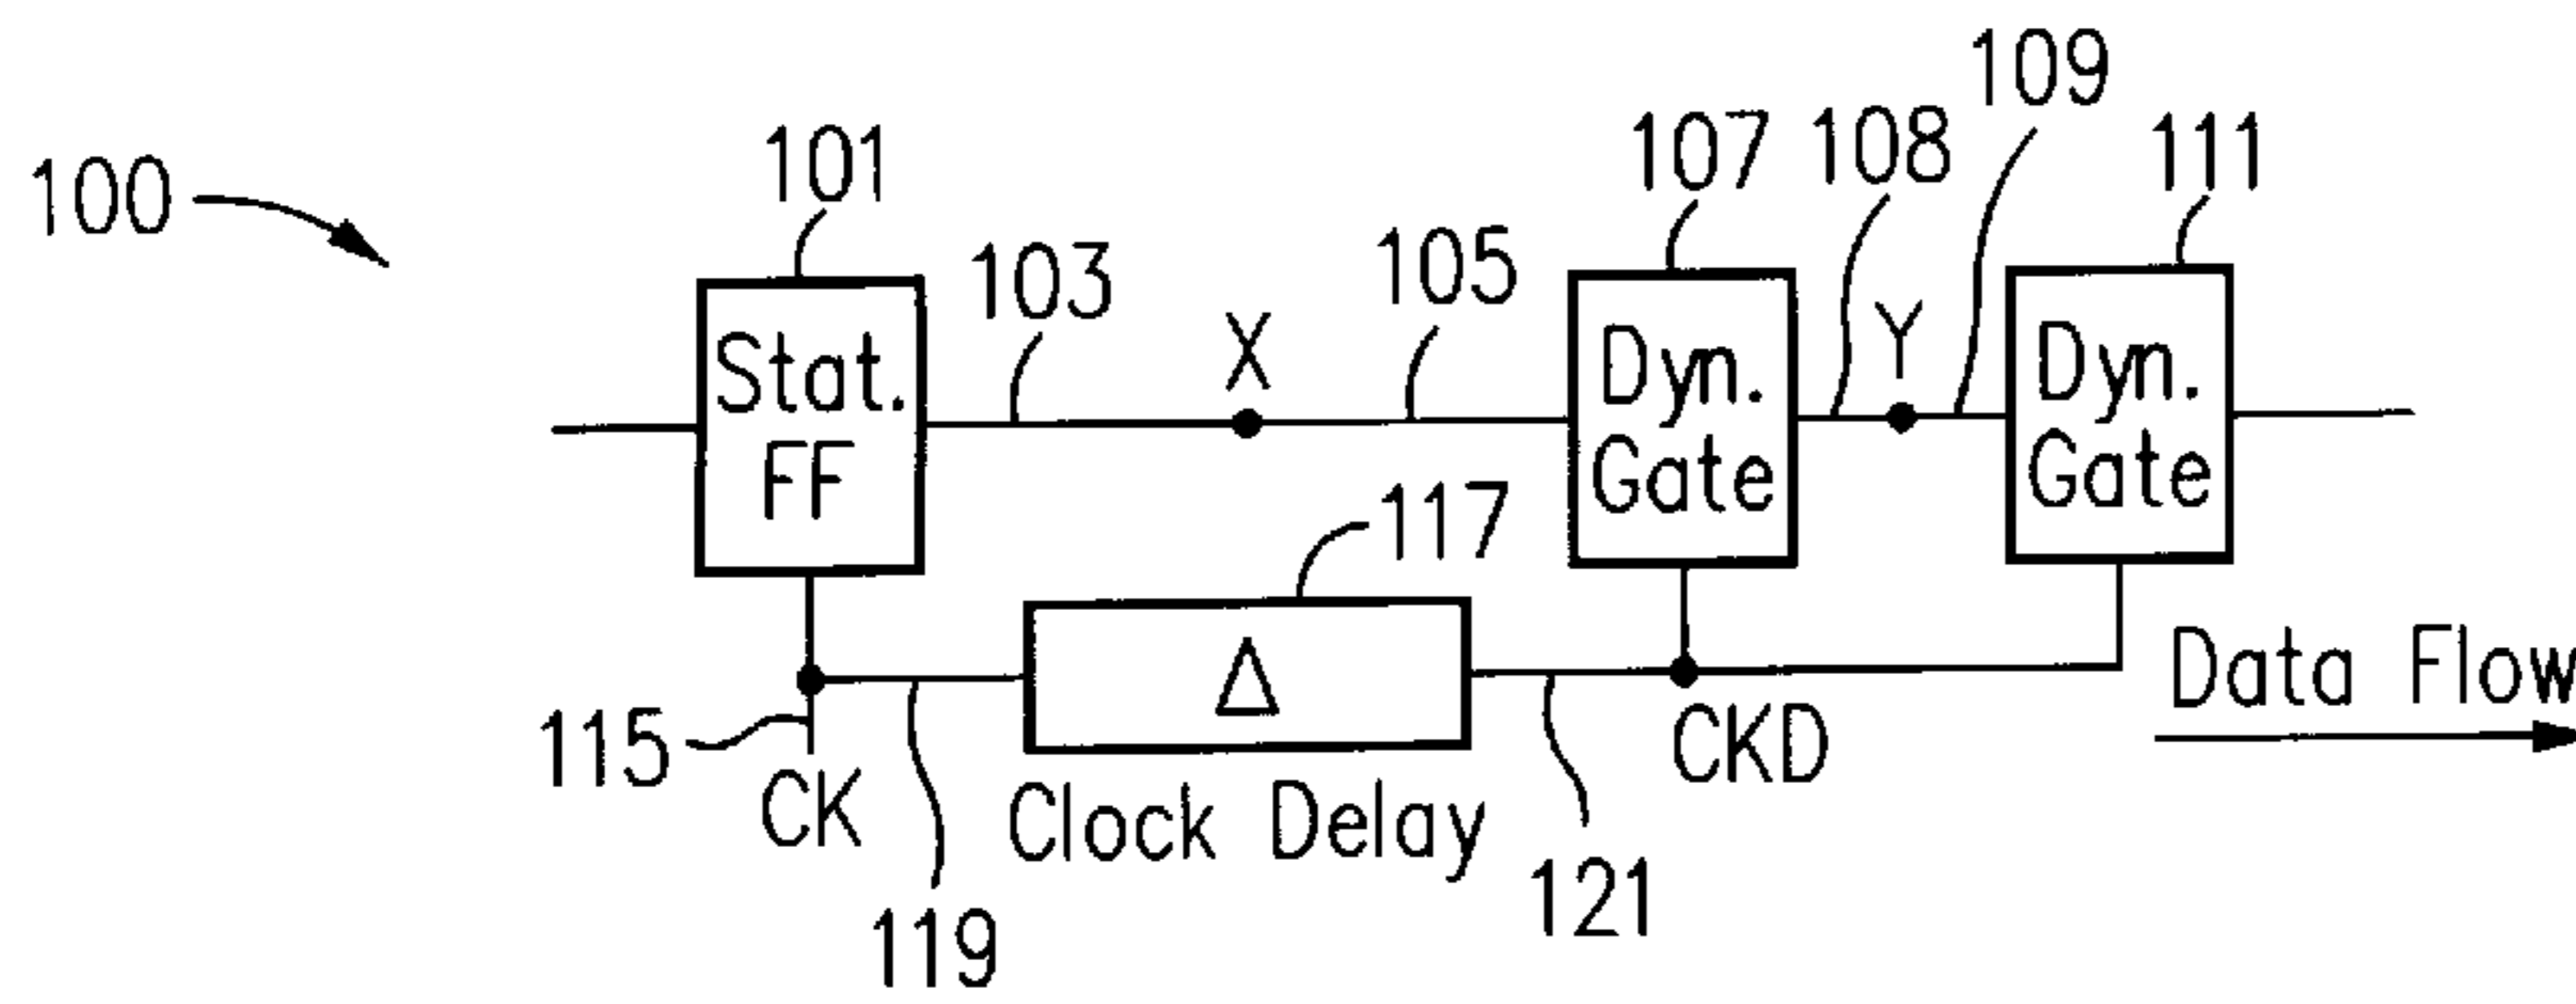 100
101
103
X
105
107
108
109
111
Stat.
FF
Dyn.
Gate
Y
Dyn.
Gate
117
Δ
115
CK
119
Clock Delay
121
CKD
Data Flow